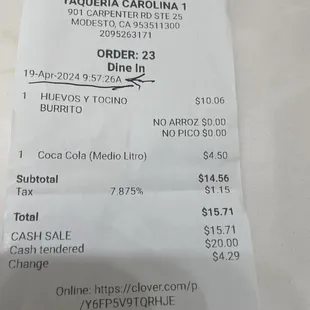 TAQUERIA CAROLINA 1
901 CARPENTER RD STE 25
MODESTO, CA 953511300
2095263171
ORDER: 23
Dine In
19-Apr-2024 9:57:26A
1 HUEVOS Y TOCINO $10.06
BURRITO
NO ARROZ $0.00
NO PICO $0.00
1 Coca Cola (Medio Litro) $4.50
Subtotal $14.56
Tax 7.875% $1.15
Total $15.71
CASH SALE $15.71
Cash tendered $20.00
Change $4.29
Online: https://clover.com/p
/Y6FP5V9TQRHJE